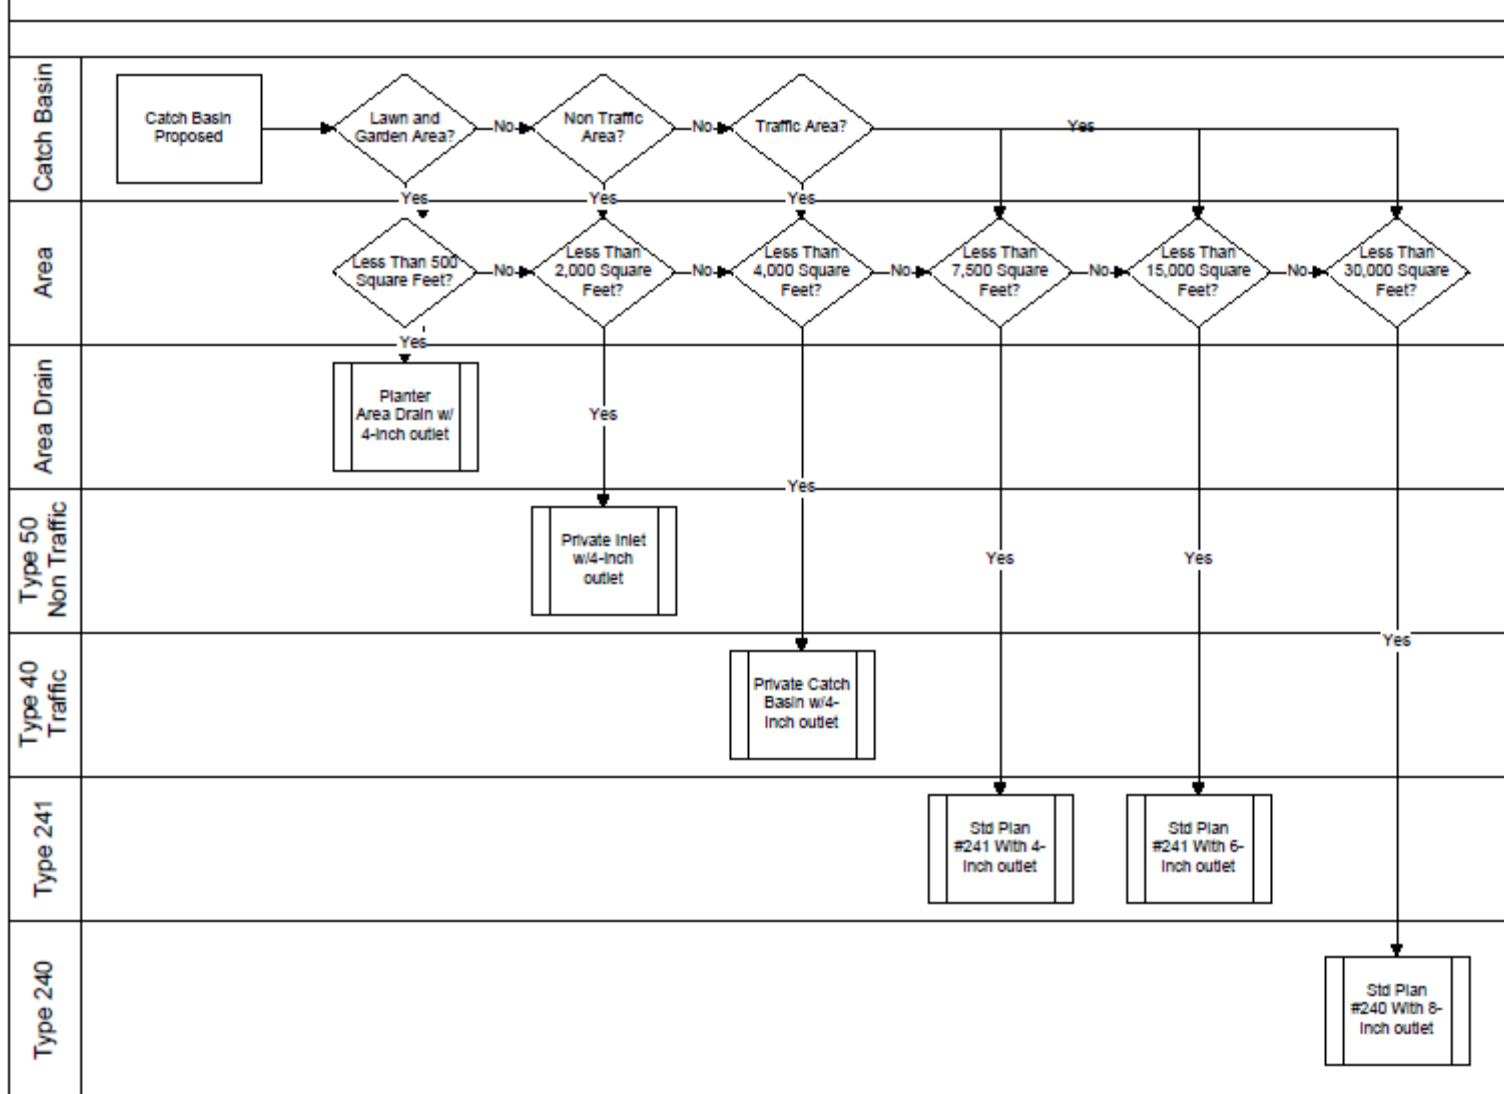 Catch Basin
Catch Basin
Proposed
Lawn and
Garden Area?
No
Non Traffic
Area?
No
Traffic Area?
Yes
Yes
Yes
Yes
Area
Less Than 500
Square Feet?
No
Less Than
2,000 Square
Feet?
No
Less Than
4,000 Square
Feet?
No
Less Than
7,500 Square
Feet?
No
Less Than
15,000 Square
Feet?
No
Less Than
30,000 Square
Feet?
Yes
Area Drain
Planter
Area Drain w/
4-inch outlet
Yes
Yes
Type 50
Non Traffic
Private Inlet
w/4-inch
outlet
Yes
Yes
Yes
Type 40
Traffic
Private Catch
Basin w/4-
inch outlet
Type 241
Std Plan
#241 With 4-
inch outlet
Std Plan
#241 With 6-
inch outlet
Type 240
Std Plan
#240 With 8-
inch outlet